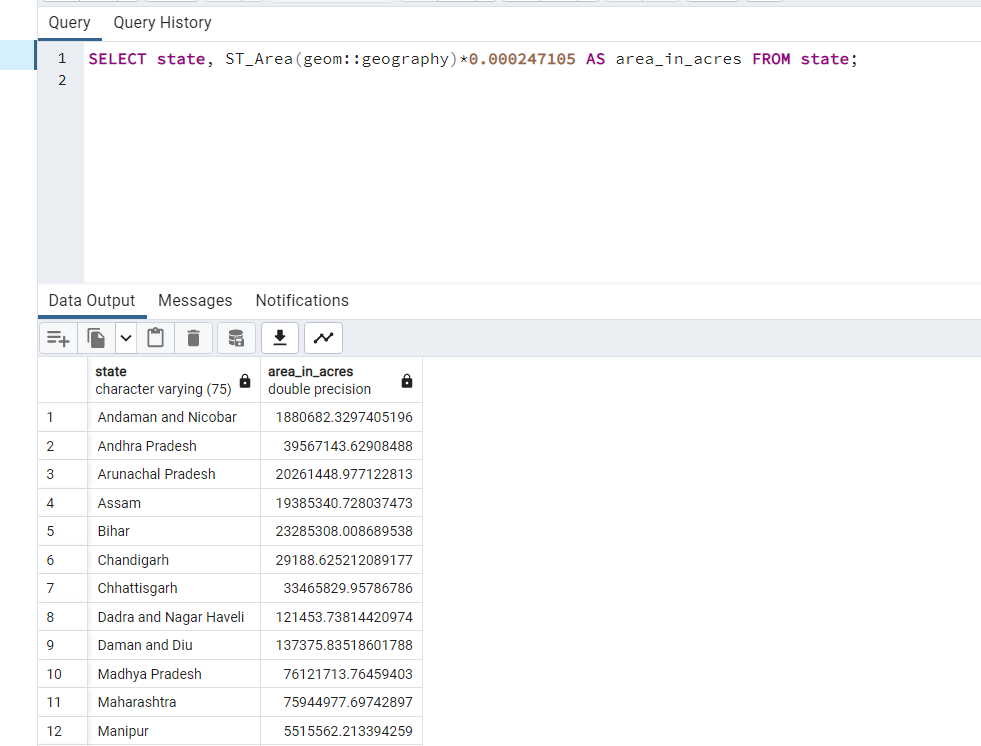 Query Query History
1 SELECT state, ST_Area(geom::geography)*0.000247105 AS area_in_acres FROM state;
2
Data Output Messages Notifications
state area_in_acres
character varying (75) double precision
1 Andaman and Nicobar 1880682.3297405196
2 Andhra Pradesh 39567143.62908488
3 Arunachal Pradesh 20261448.977122813
4 Assam 19385340.728037473
5 Bihar 23285308.008689538
6 Chandigarh 29188.625212089177
7 Chhattisgarh 33465829.95786786
8 Dadra and Nagar Haveli 121453.73814420974
9 Daman and Diu 137375.83518601788
10 Madhya Pradesh 76121713.76459403
11 Maharashtra 75944977.69742897
12 Manipur 5515562.213394259